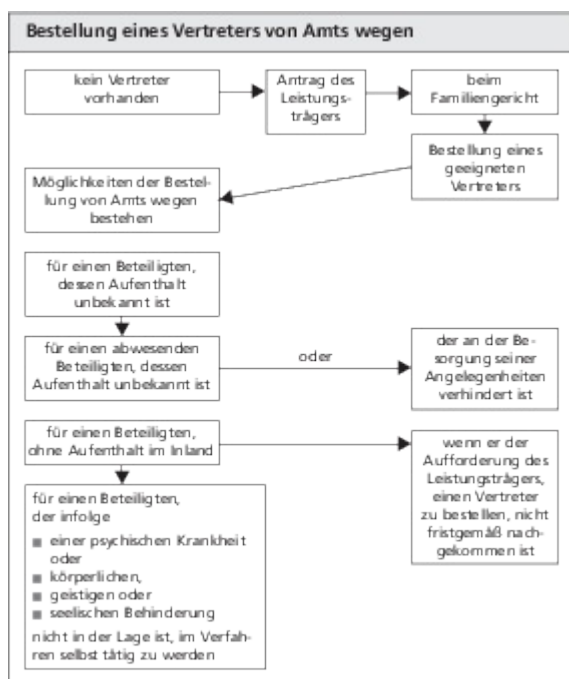 Bestellung eines Vertreters von Amts wegen
kein Vertreter
vorhanden
Antrag des
Leistungs-
trägers
beim
Familiengericht
Bestellung eines
geeigneten
Vertreters
Möglichkeiten der Bestel-
lung von Amts wegen
bestehen
für einen Beteiligten,
dessen Aufenthalt
unbekannt ist
für einen abwesenden
Beteiligten, dessen
Aufenthalt unbekannt ist
oder
der an der Be-
sorgung seiner
Angelegenheiten
verhindert ist
für einen Beteiligten,
ohne Aufenthalt im Inland
wenn er der
Aufforderung des
Leistungsträgers,
einen Vertreter
zu bestellen, nicht
fristgemäß nach-
gekommen ist
für einen Beteiligten,
der infolge
■ einer psychischen Krankheit
oder
■ körperlichen,
■ geistigen oder
■ seelischen Behinderung
nicht in der Lage ist, im Verfah-
ren selbst tätig zu werden